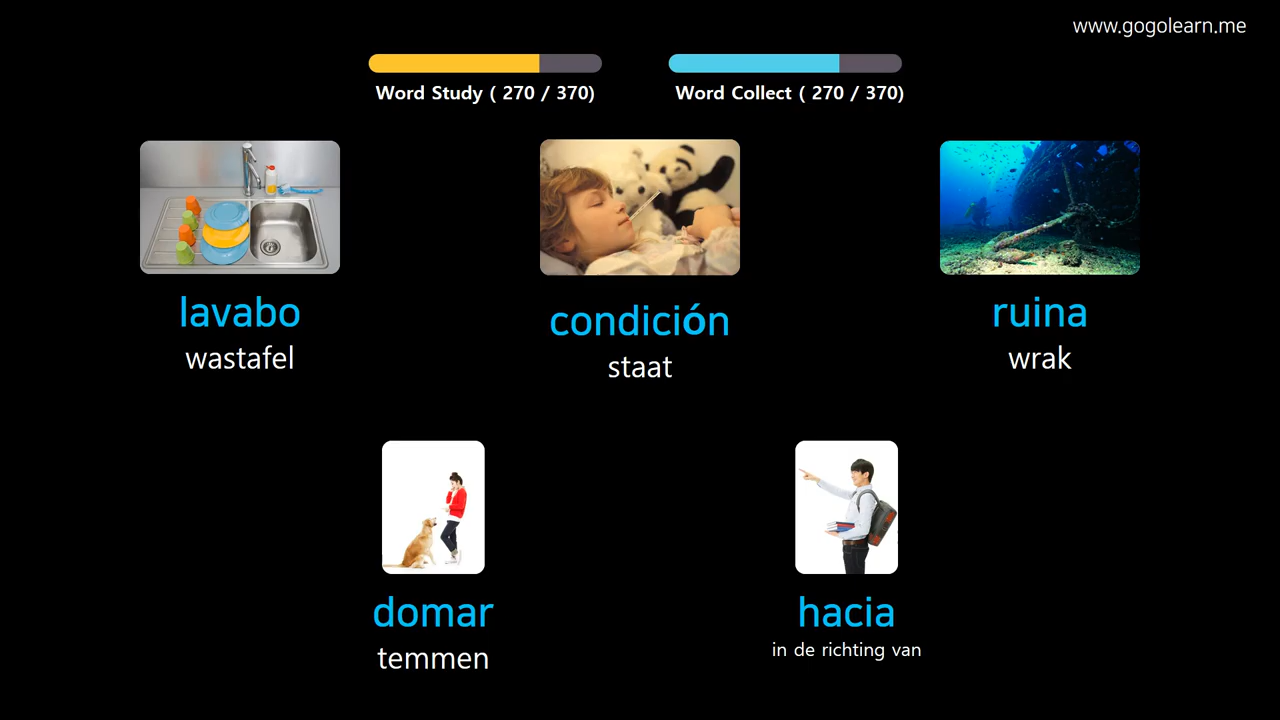 www.gogolearn.me
Word Study ( 270 / 370)
Word Collect ( 270 / 370)
lavabo
wastafel
condición
staat
ruina
wrak
domar
temmen
hacia
in de richting van